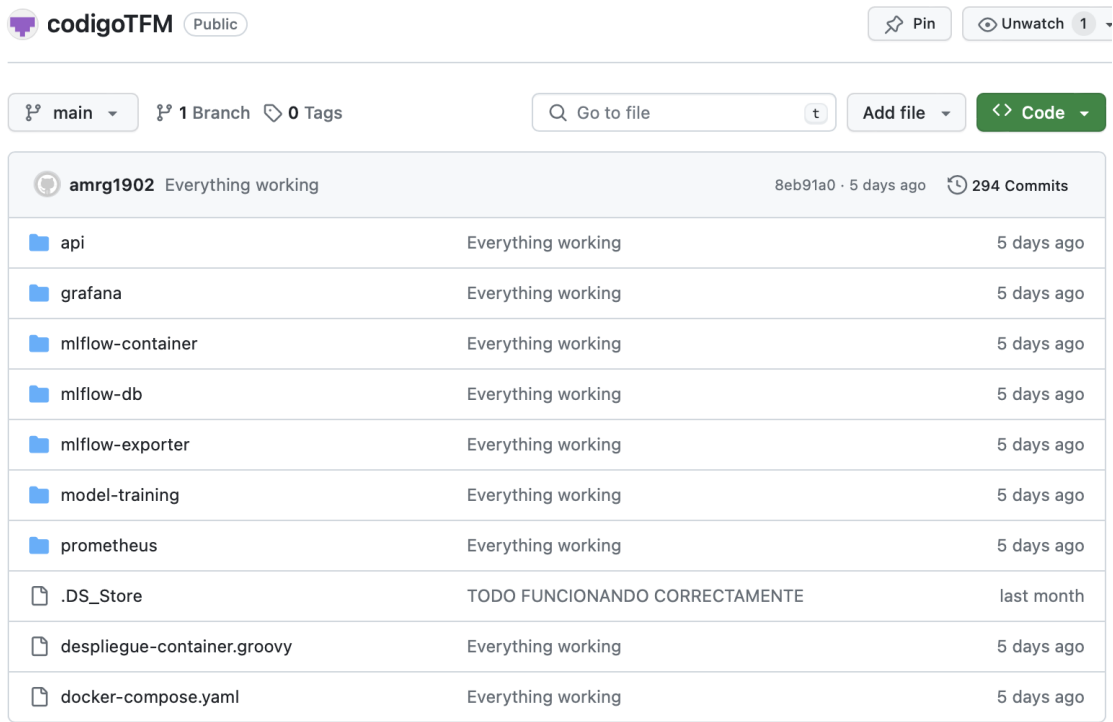 codigoTFM Public Pin Unwatch 1
main 1 Branch 0 Tags Go to file t Add file Code
amrg1902 Everything working 8eb91a0 · 5 days ago 294 Commits
api Everything working 5 days ago
grafana Everything working 5 days ago
mlflow-container Everything working 5 days ago
mlflow-db Everything working 5 days ago
mlflow-exporter Everything working 5 days ago
model-training Everything working 5 days ago
prometheus Everything working 5 days ago
.DS_Store TODO FUNCIONANDO CORRECTAMENTE last month
despliegue-container.groovy Everything working 5 days ago
docker-compose.yaml Everything working 5 days ago